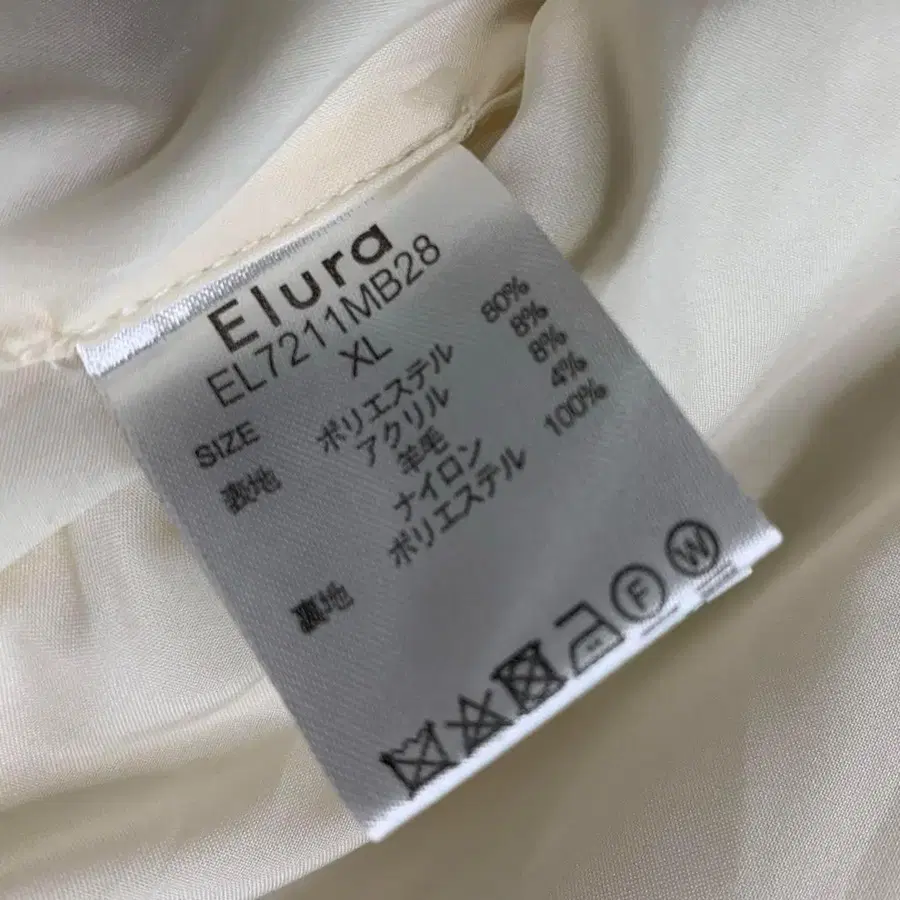 Elura
EL7211MB28
SIZE XL
表地 ポリエステル 80%
アクリル 8%
羊毛 8%
ナイロン 4%
裏地 ポリエステル 100%
F W